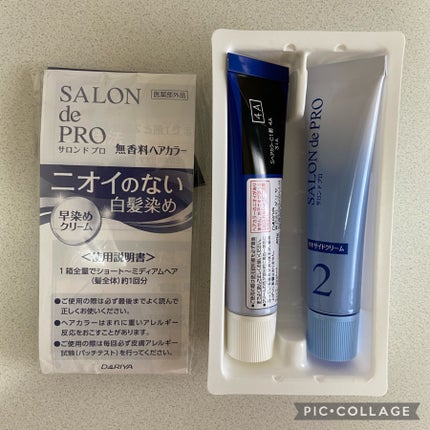 SALON
de
PRO
サロンドプロ
無香料ヘアカラー
医薬部外品
ニオイのない
白髪染め
早染め
クリーム
<使用説明書>
1箱全量でショート~ミディアムヘア
(髪全体)約1回分
●ご使用の際は必ず最後までよく読んで
正しくお使いください。
●ヘアカラーはまれに重いアレルギー
反応をおこすことがあります。
●ご使用の際は毎回必ず皮膚アレルギー
試験(パッチテスト)を行ってください。
DARIYA
4A
SALON de PRO
サロンドプロ
2
PIC•COLLAGE